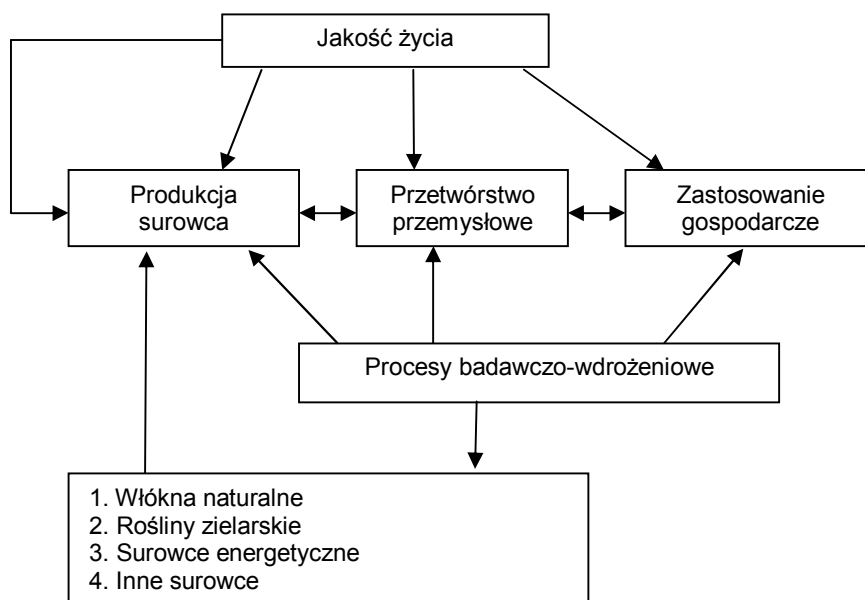 Jakość życia
Produkcja
surowca
Przetwórstwo
przemysłowe
Zastosowanie
gospodarcze
Procesy badawczo-wdrożeniowe
1. Włókna naturalne
2. Rośliny zielarskie
3. Surowce energetyczne
4. Inne surowce